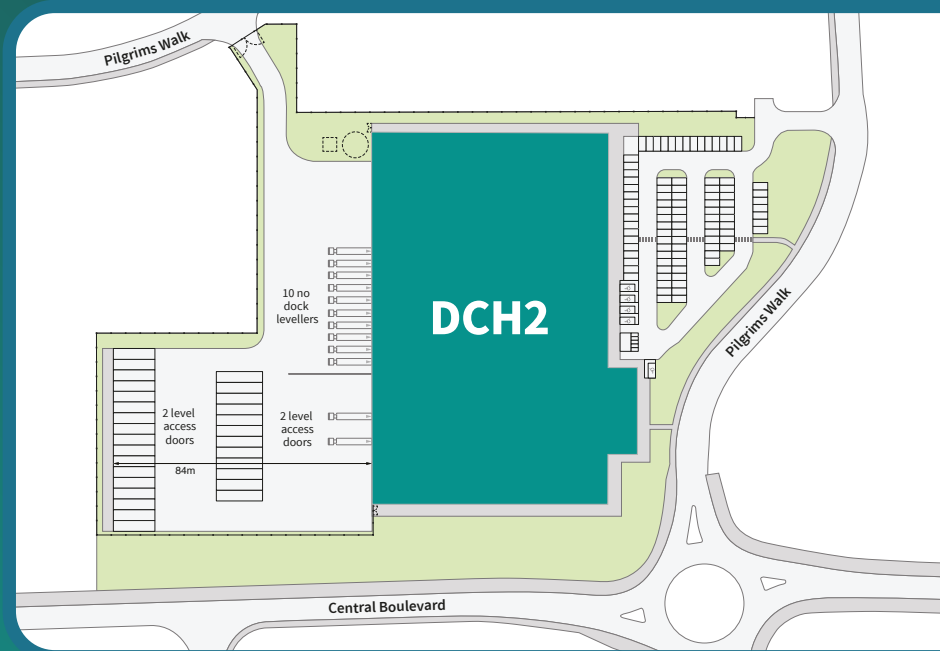 Pilgrims Walk
DCH2
10 no
dock
levellers
Pilgrims Walk
2 level
access
doors
2 level
access
doors
84m
Central Boulevard